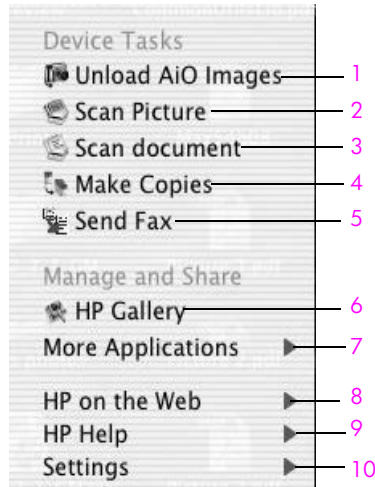 Device Tasks
Unload AiO Images 1
Scan Picture 2
Scan document 3
Make Copies 4
Send Fax 5
Manage and Share
HP Gallery 6
More Applications 7
HP on the Web 8
HP Help 9
Settings 10